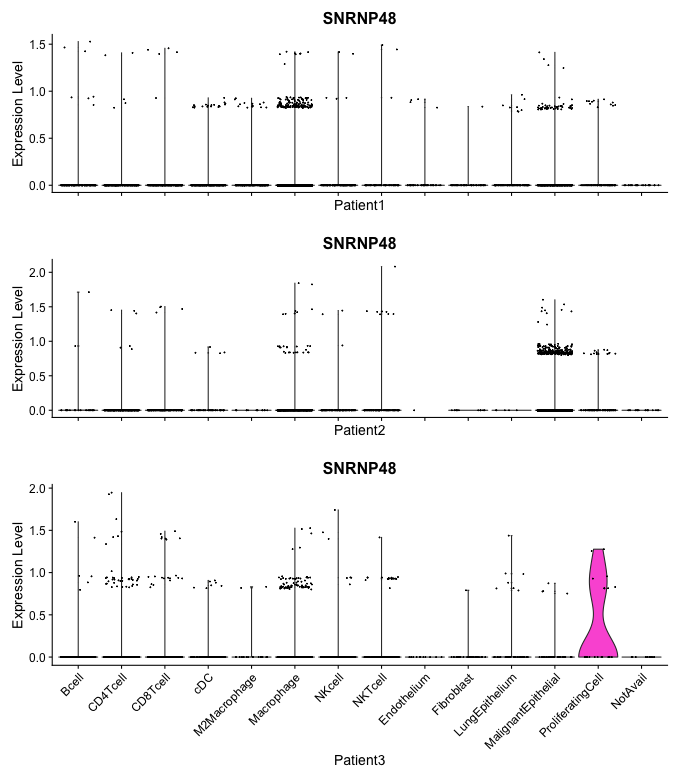 SNRNP48
Expression Level
1.5
1.0
0.5
0.0
Patient1
SNRNP48
Expression Level
2.0
1.5
1.0
0.5
0.0
Patient2
SNRNP48
Expression Level
2.0
1.5
1.0
0.5
0.0
Bcell
CD4Tcell
CD8Tcell
cDC
M2Macrophage
Macrophage
NKcell
NKTcell
Endothelium
Fibroblast
LungEpithelium
MalignantEpithelial
ProliferatingCell
NotAvail
Patient3